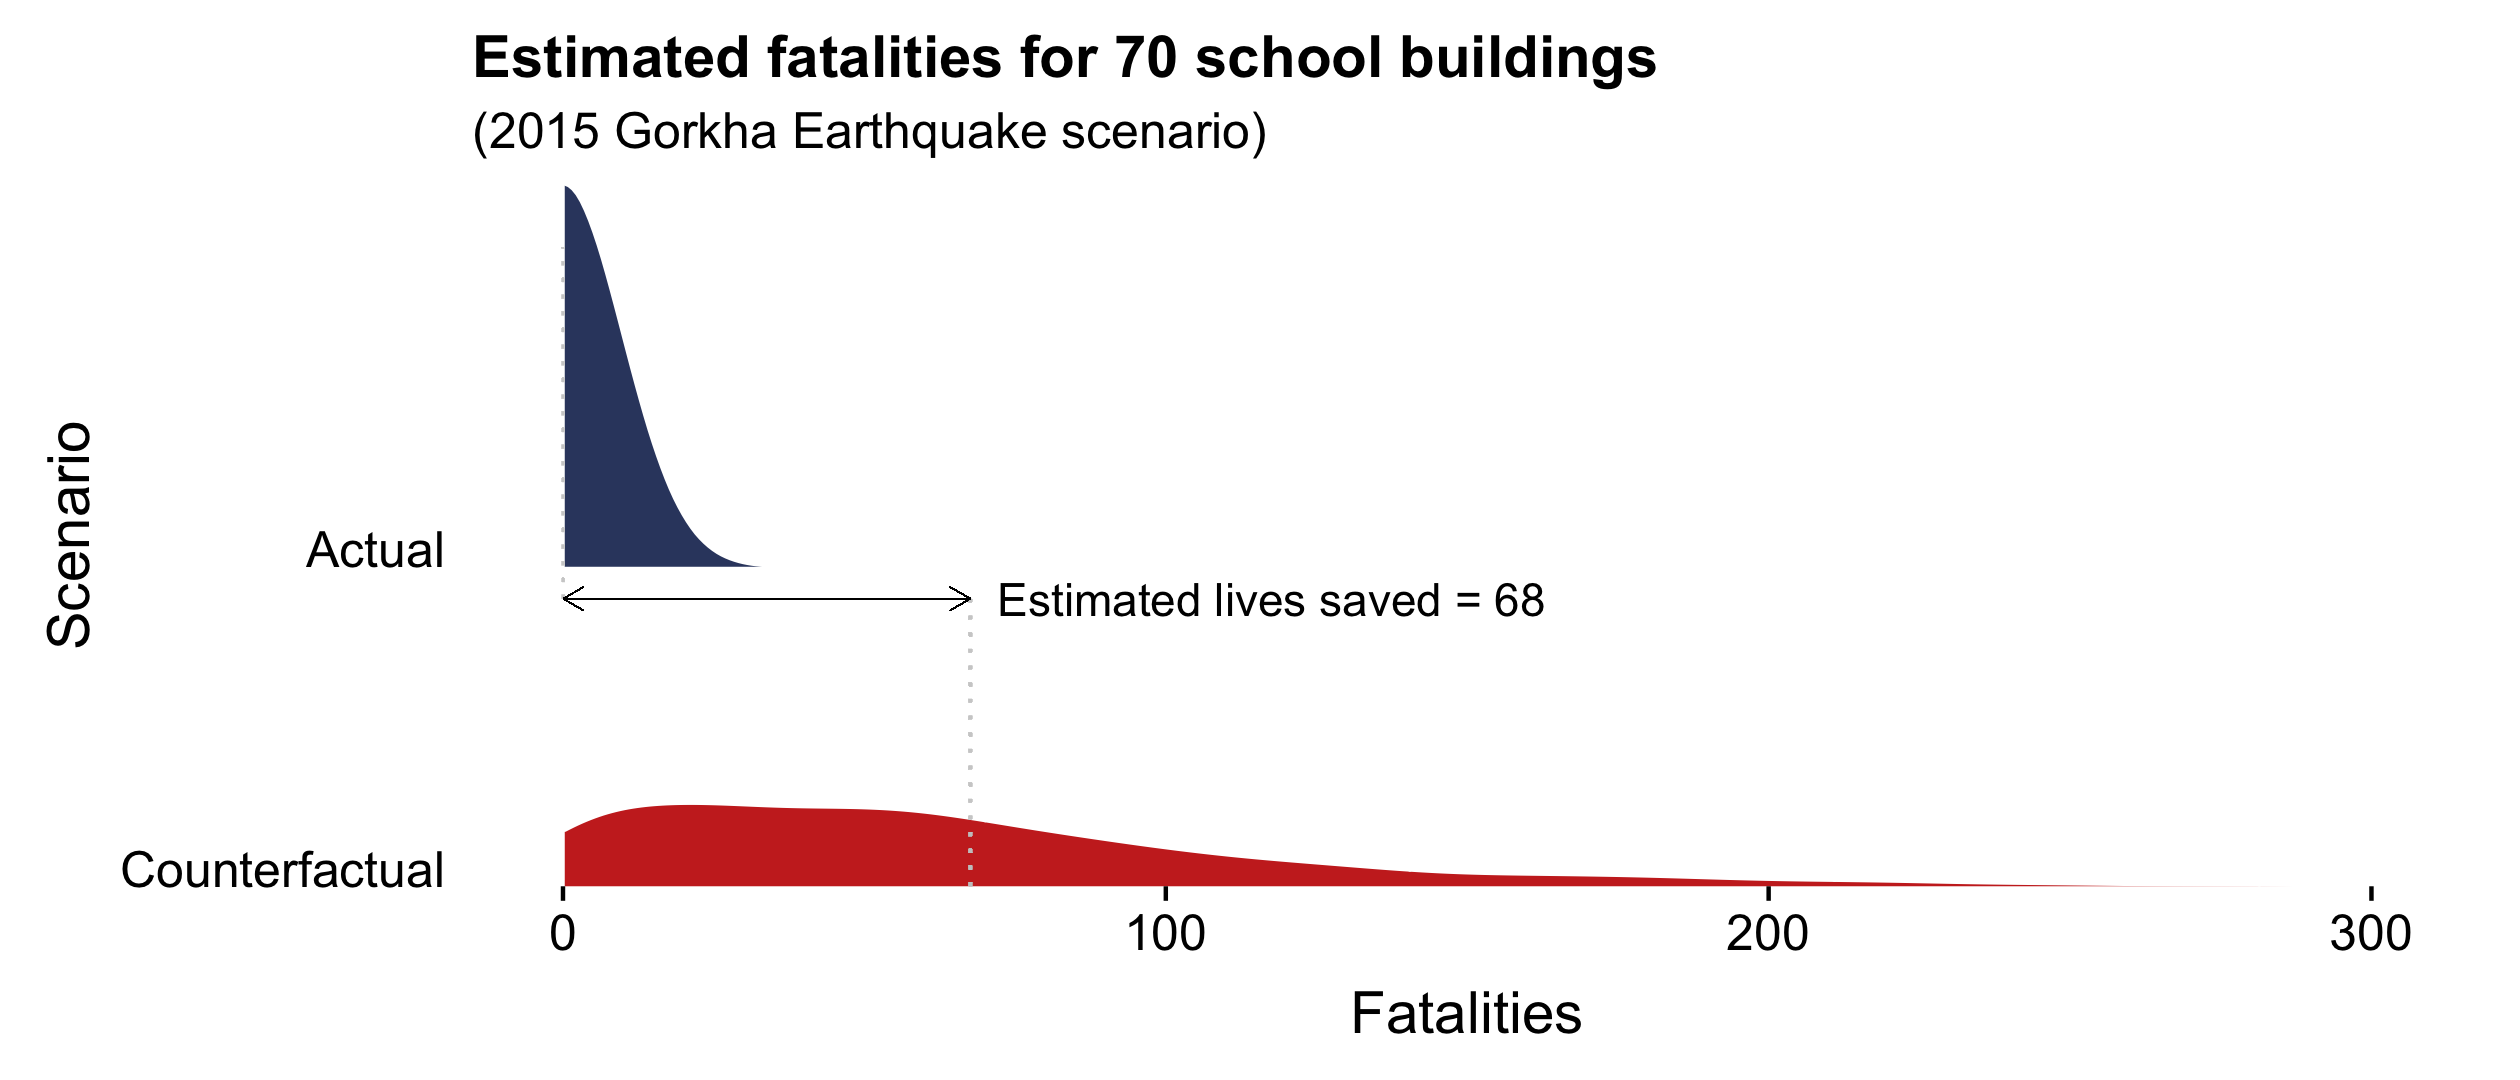 Estimated fatalities for 70 school buildings
(2015 Gorkha Earthquake scenario)
Scenario
Actual
Estimated lives saved = 68
Counterfactual
0 100 200 300
Fatalities